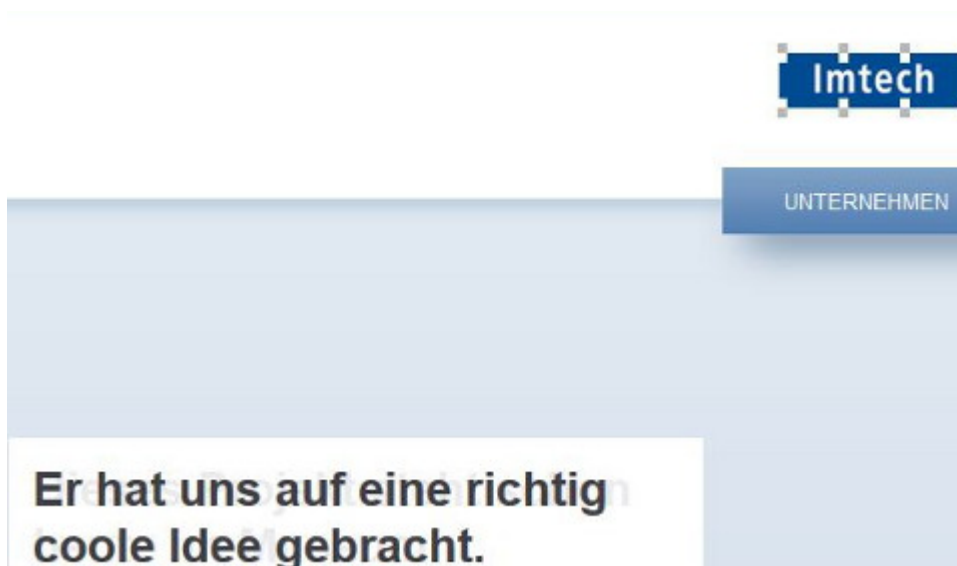 Imtech
UNTERNEHMEN
Er hat uns auf eine richtig
coole Idee gebracht.